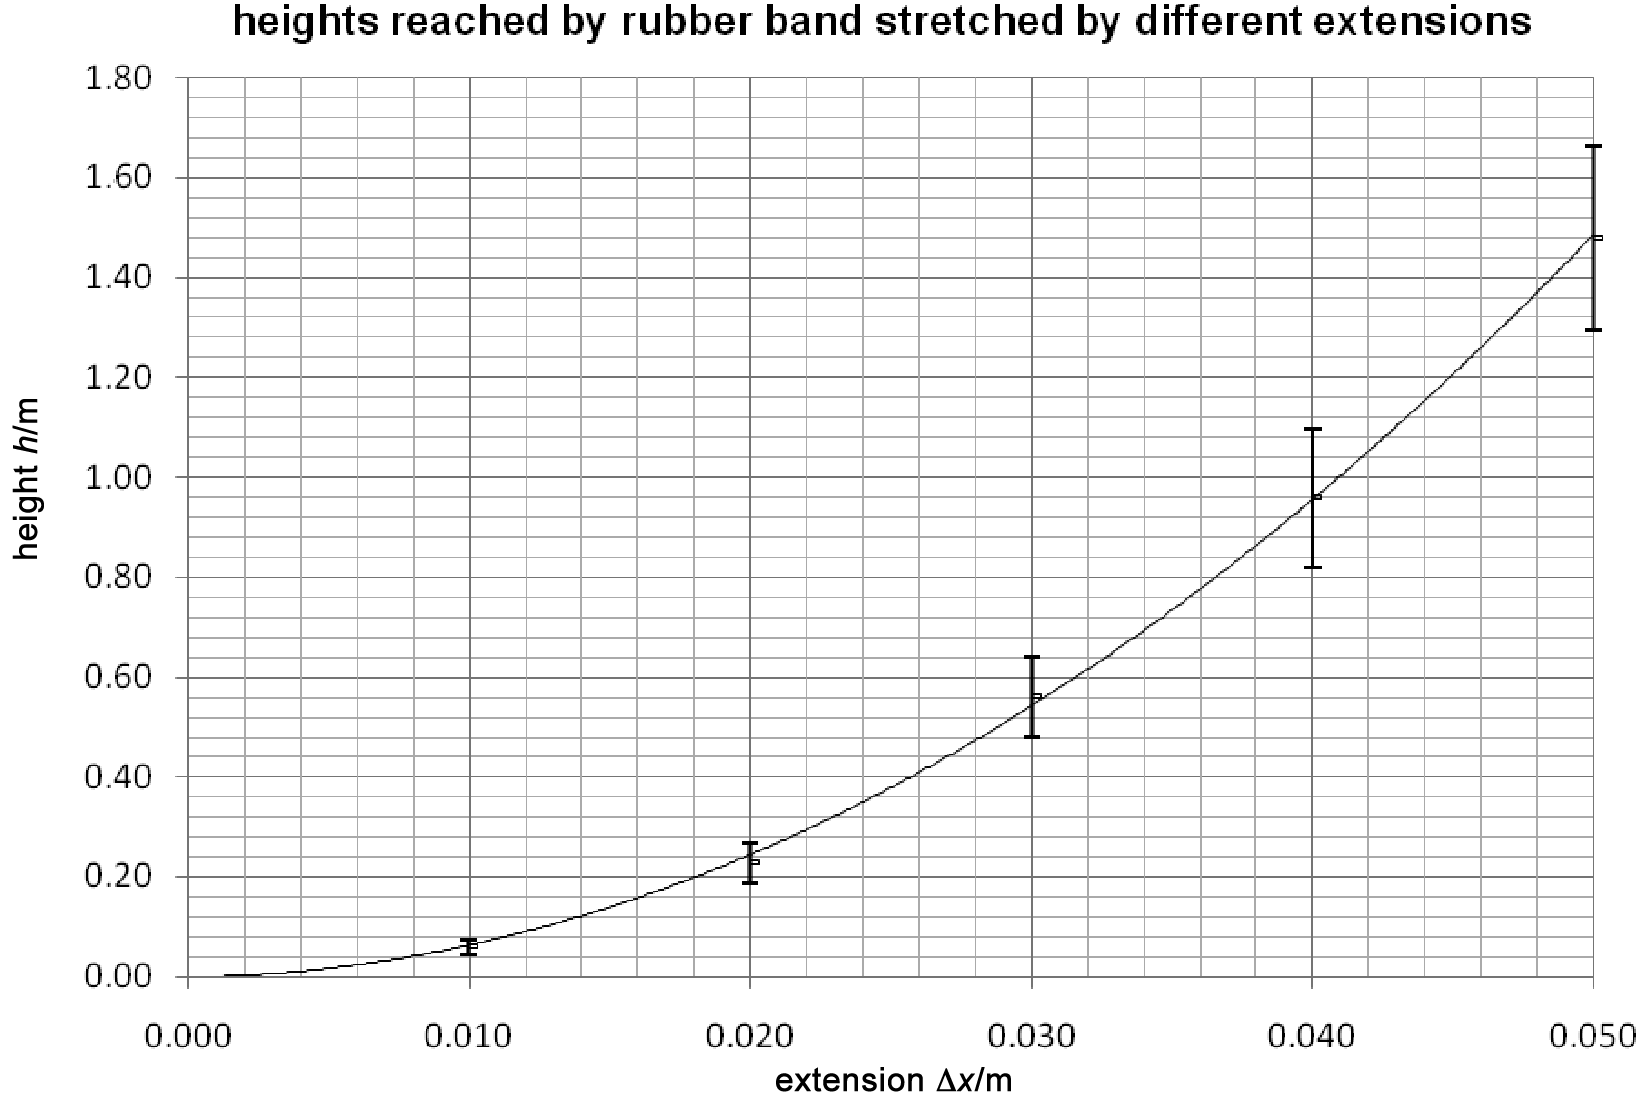 heights reached by rubber band stretched by different extensions
1.80
1.60
1.40
1.20
1.00
0.80
0.60
0.40
0.20
0.00
height h/m
0.000 0.010 0.020 0.030 0.040 0.050
extension Δx/m